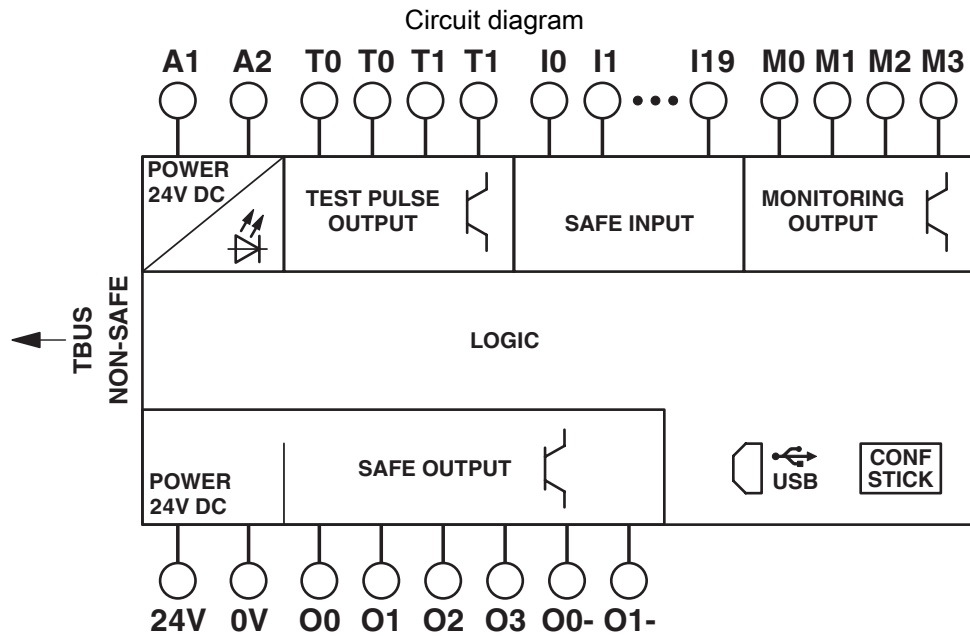 Circuit diagram
A1 A2 T0 T0 T1 T1 I0 I1 ••• I19 M0 M1 M2 M3
POWER
24V DC
TEST PULSE
OUTPUT
SAFE INPUT
MONITORING
OUTPUT
TBUS
NON-SAFE
LOGIC
POWER
24V DC
SAFE OUTPUT
USB
CONF
STICK
24V 0V O0 O1 O2 O3 O0- O1-